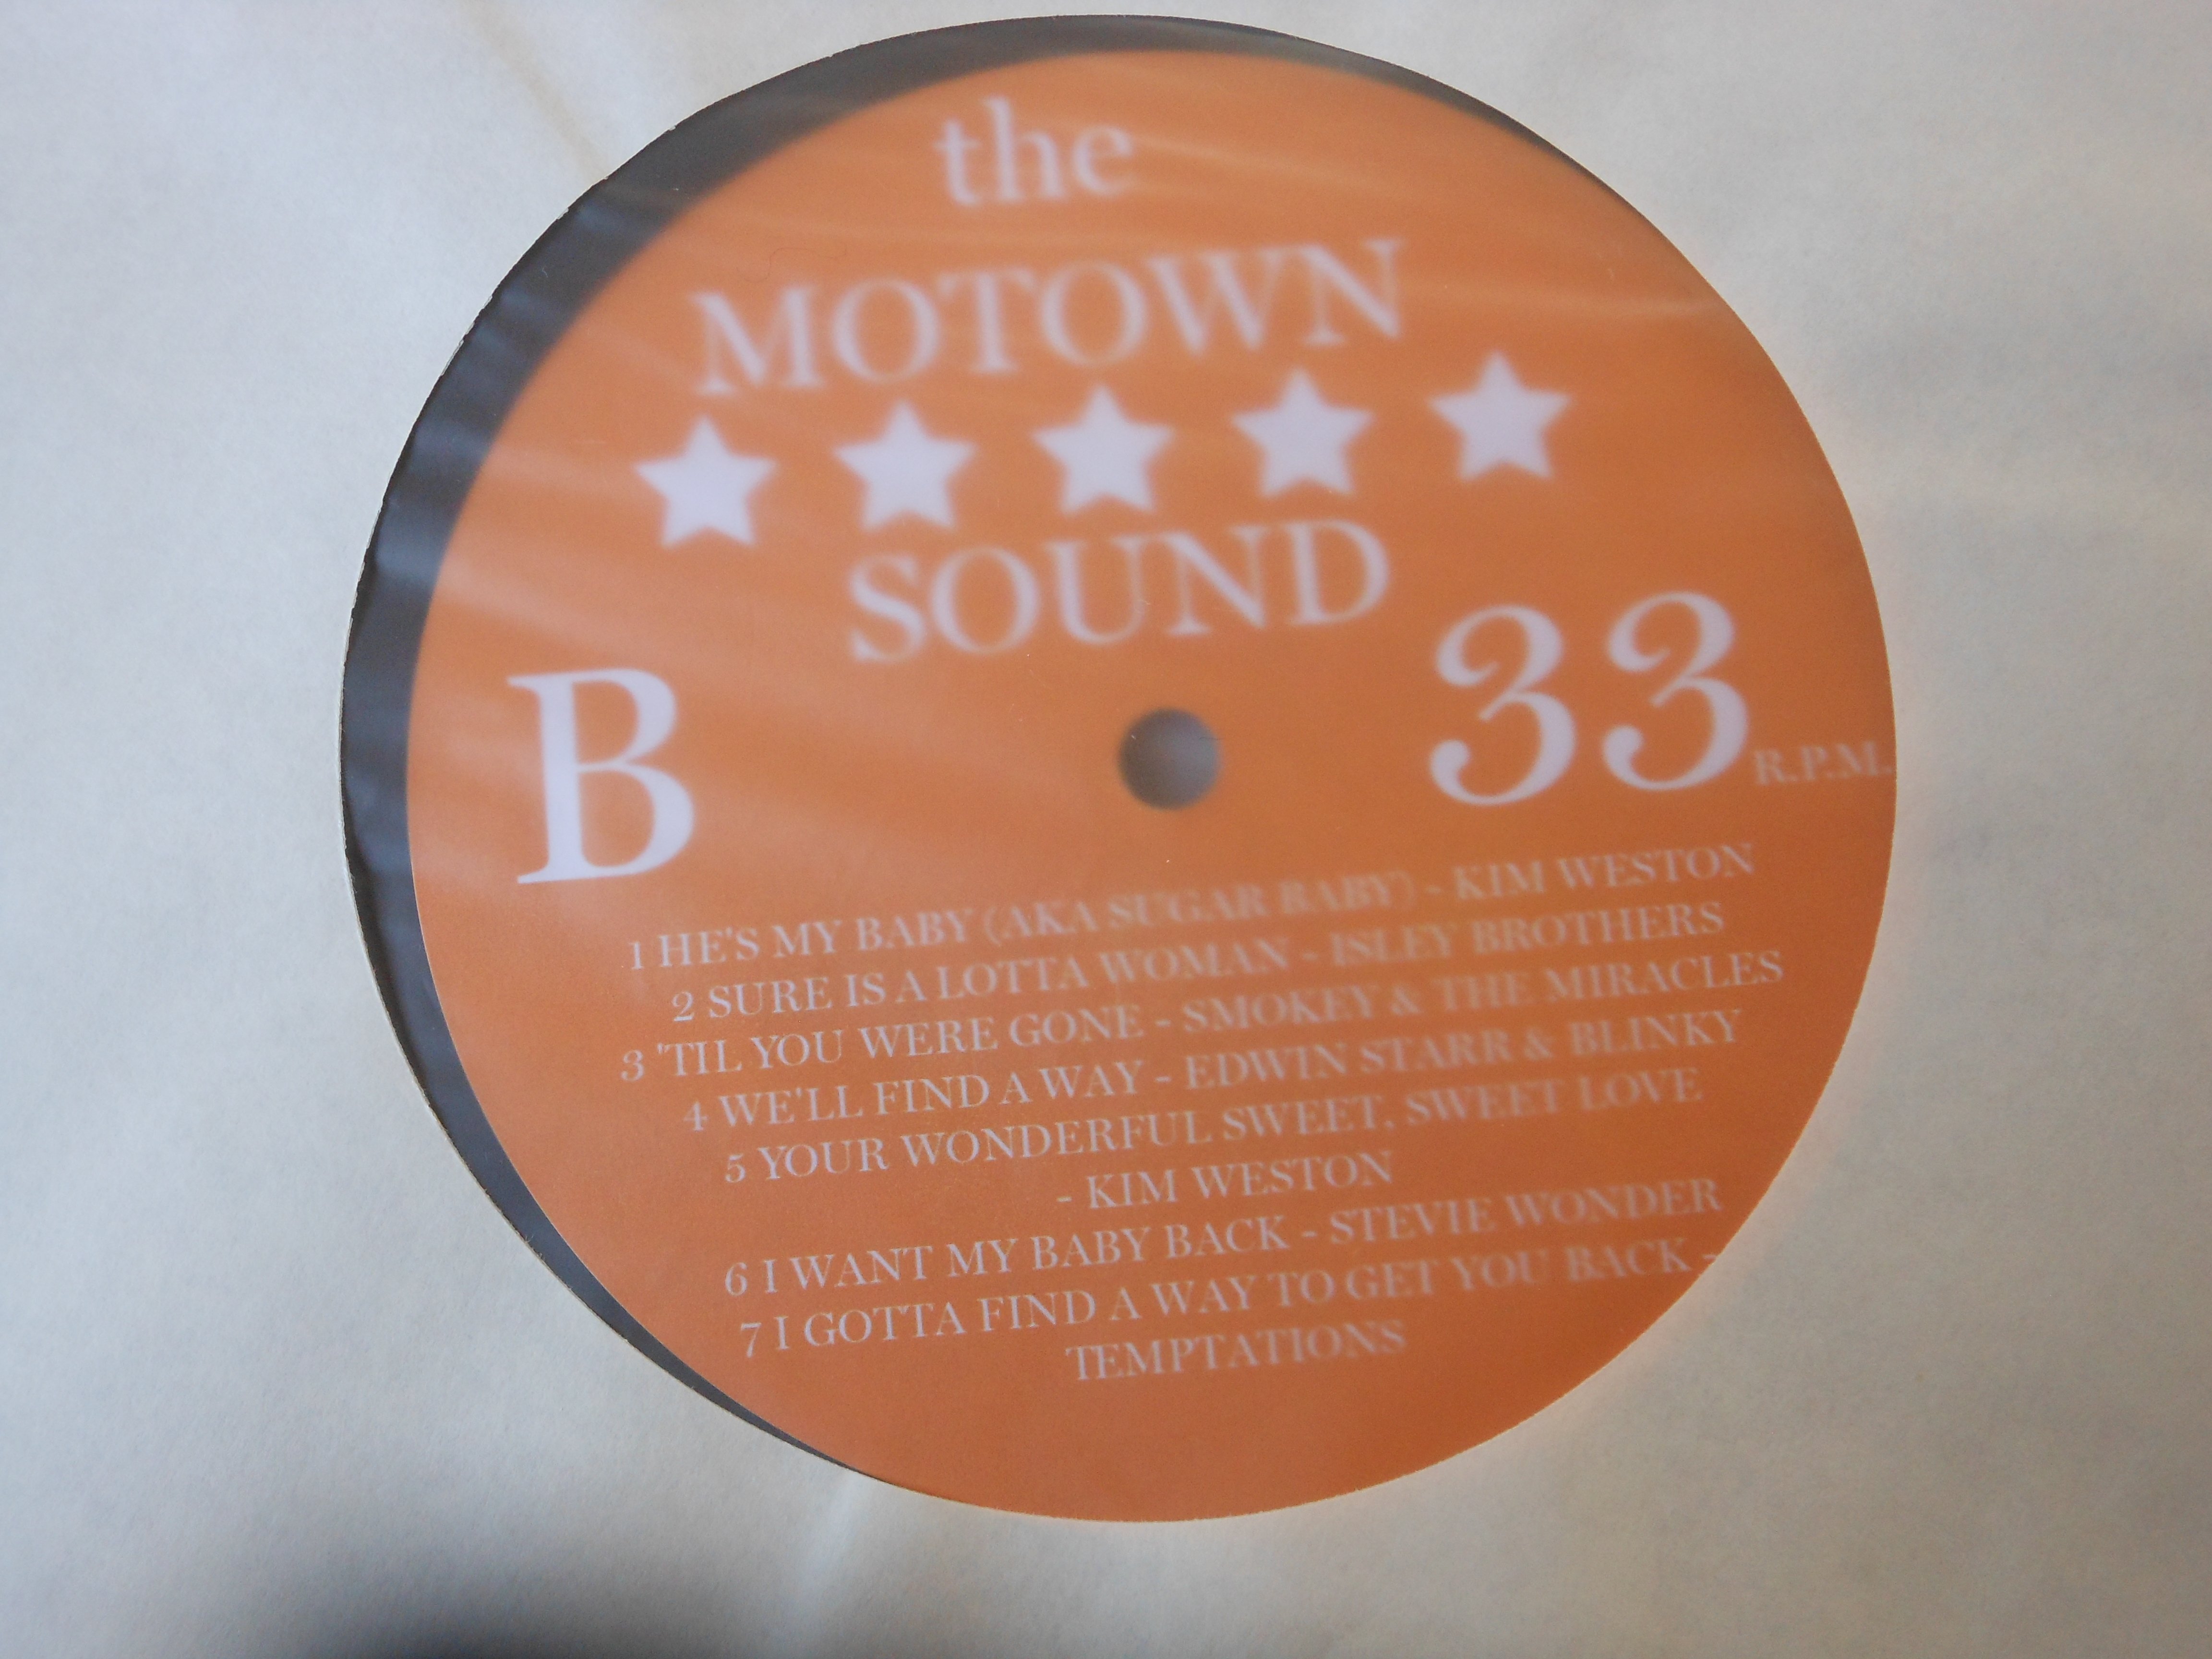 the
MOTOWN
SOUND
B
33
R.P.M.
1 HE'S MY BABY (AKA SUGAR BABY) - KIM WESTON
2 SURE IS A LOTTA WOMAN - ISLEY BROTHERS
3 'TIL YOU WERE GONE - SMOKEY & THE MIRACLES
4 WE'LL FIND A WAY - EDWIN STARR & BLINKY
5 YOUR WONDERFUL SWEET, SWEET LOVE
- KIM WESTON
6 I WANT MY BABY BACK - STEVIE WONDER
7 I GOTTA FIND A WAY TO GET YOU BACK -
TEMPTATIONS